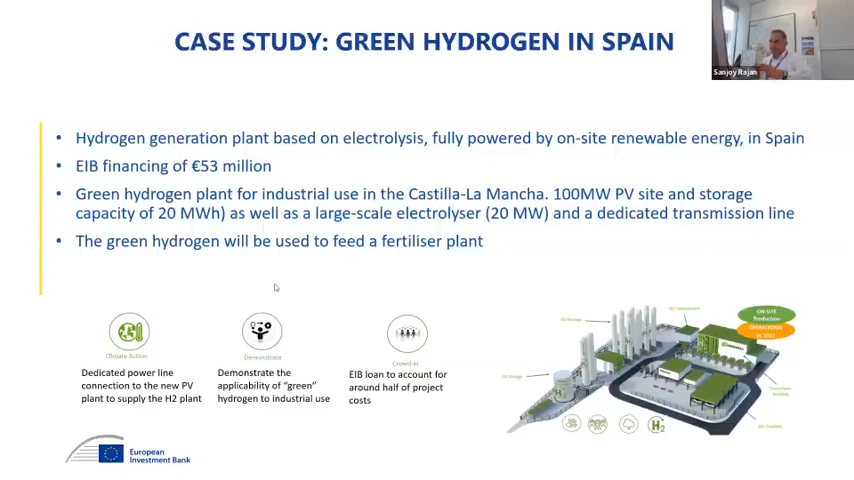 CASE STUDY: GREEN HYDROGEN IN SPAIN
Sanjoy Rajan
• Hydrogen generation plant based on electrolysis, fully powered by on-site renewable energy, in Spain
• EIB financing of €53 million
• Green hydrogen plant for industrial use in the Castilla-La Mancha. 100MW PV site and storage
capacity of 20 MWh) as well as a large-scale electrolyser (20 MW) and a dedicated transmission line
• The green hydrogen will be used to feed a fertiliser plant
Climate Action
Dedicated power line
connection to the new PV
plant to supply the H2 plant
Demonstrate
Demonstrate the
applicability of “green”
hydrogen to industrial use
Crowd-in
EIB loan to account for
around half of project
costs
ON SITE
Production
OPERATIONAL
H2
European
Investment Bank